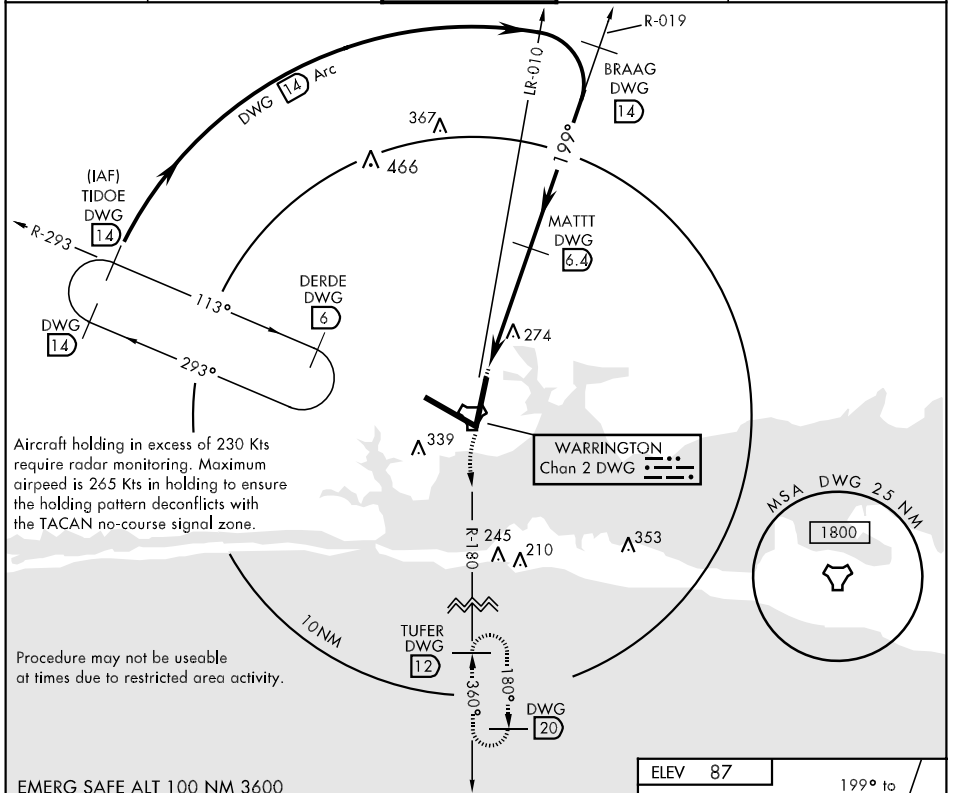 R-019
LR-010
BRAAG
DWG
14
DWG 14 Arc
367
199°
466
(IAF)
TIDOE
DWG
14
MATTT
DWG
6.4
R-293
DERDE
DWG
6
113°
DWG
14
293°
274
Aircraft holding in excess of 230 Kts
require radar monitoring. Maximum
airpeed is 265 Kts in holding to ensure
the holding pattern deconflicts with
the TACAN no-course signal zone.
339
WARRINGTON
Chan 2 DWG
MSA DWG 25 NM
1800
R-180
245
210
353
10NM
TUFER
DWG
12
Procedure may not be useable
at times due to restricted area activity.
360°
180°
DWG
20
EMERG SAFE ALT 100 NM 3600
ELEV 87
199° to